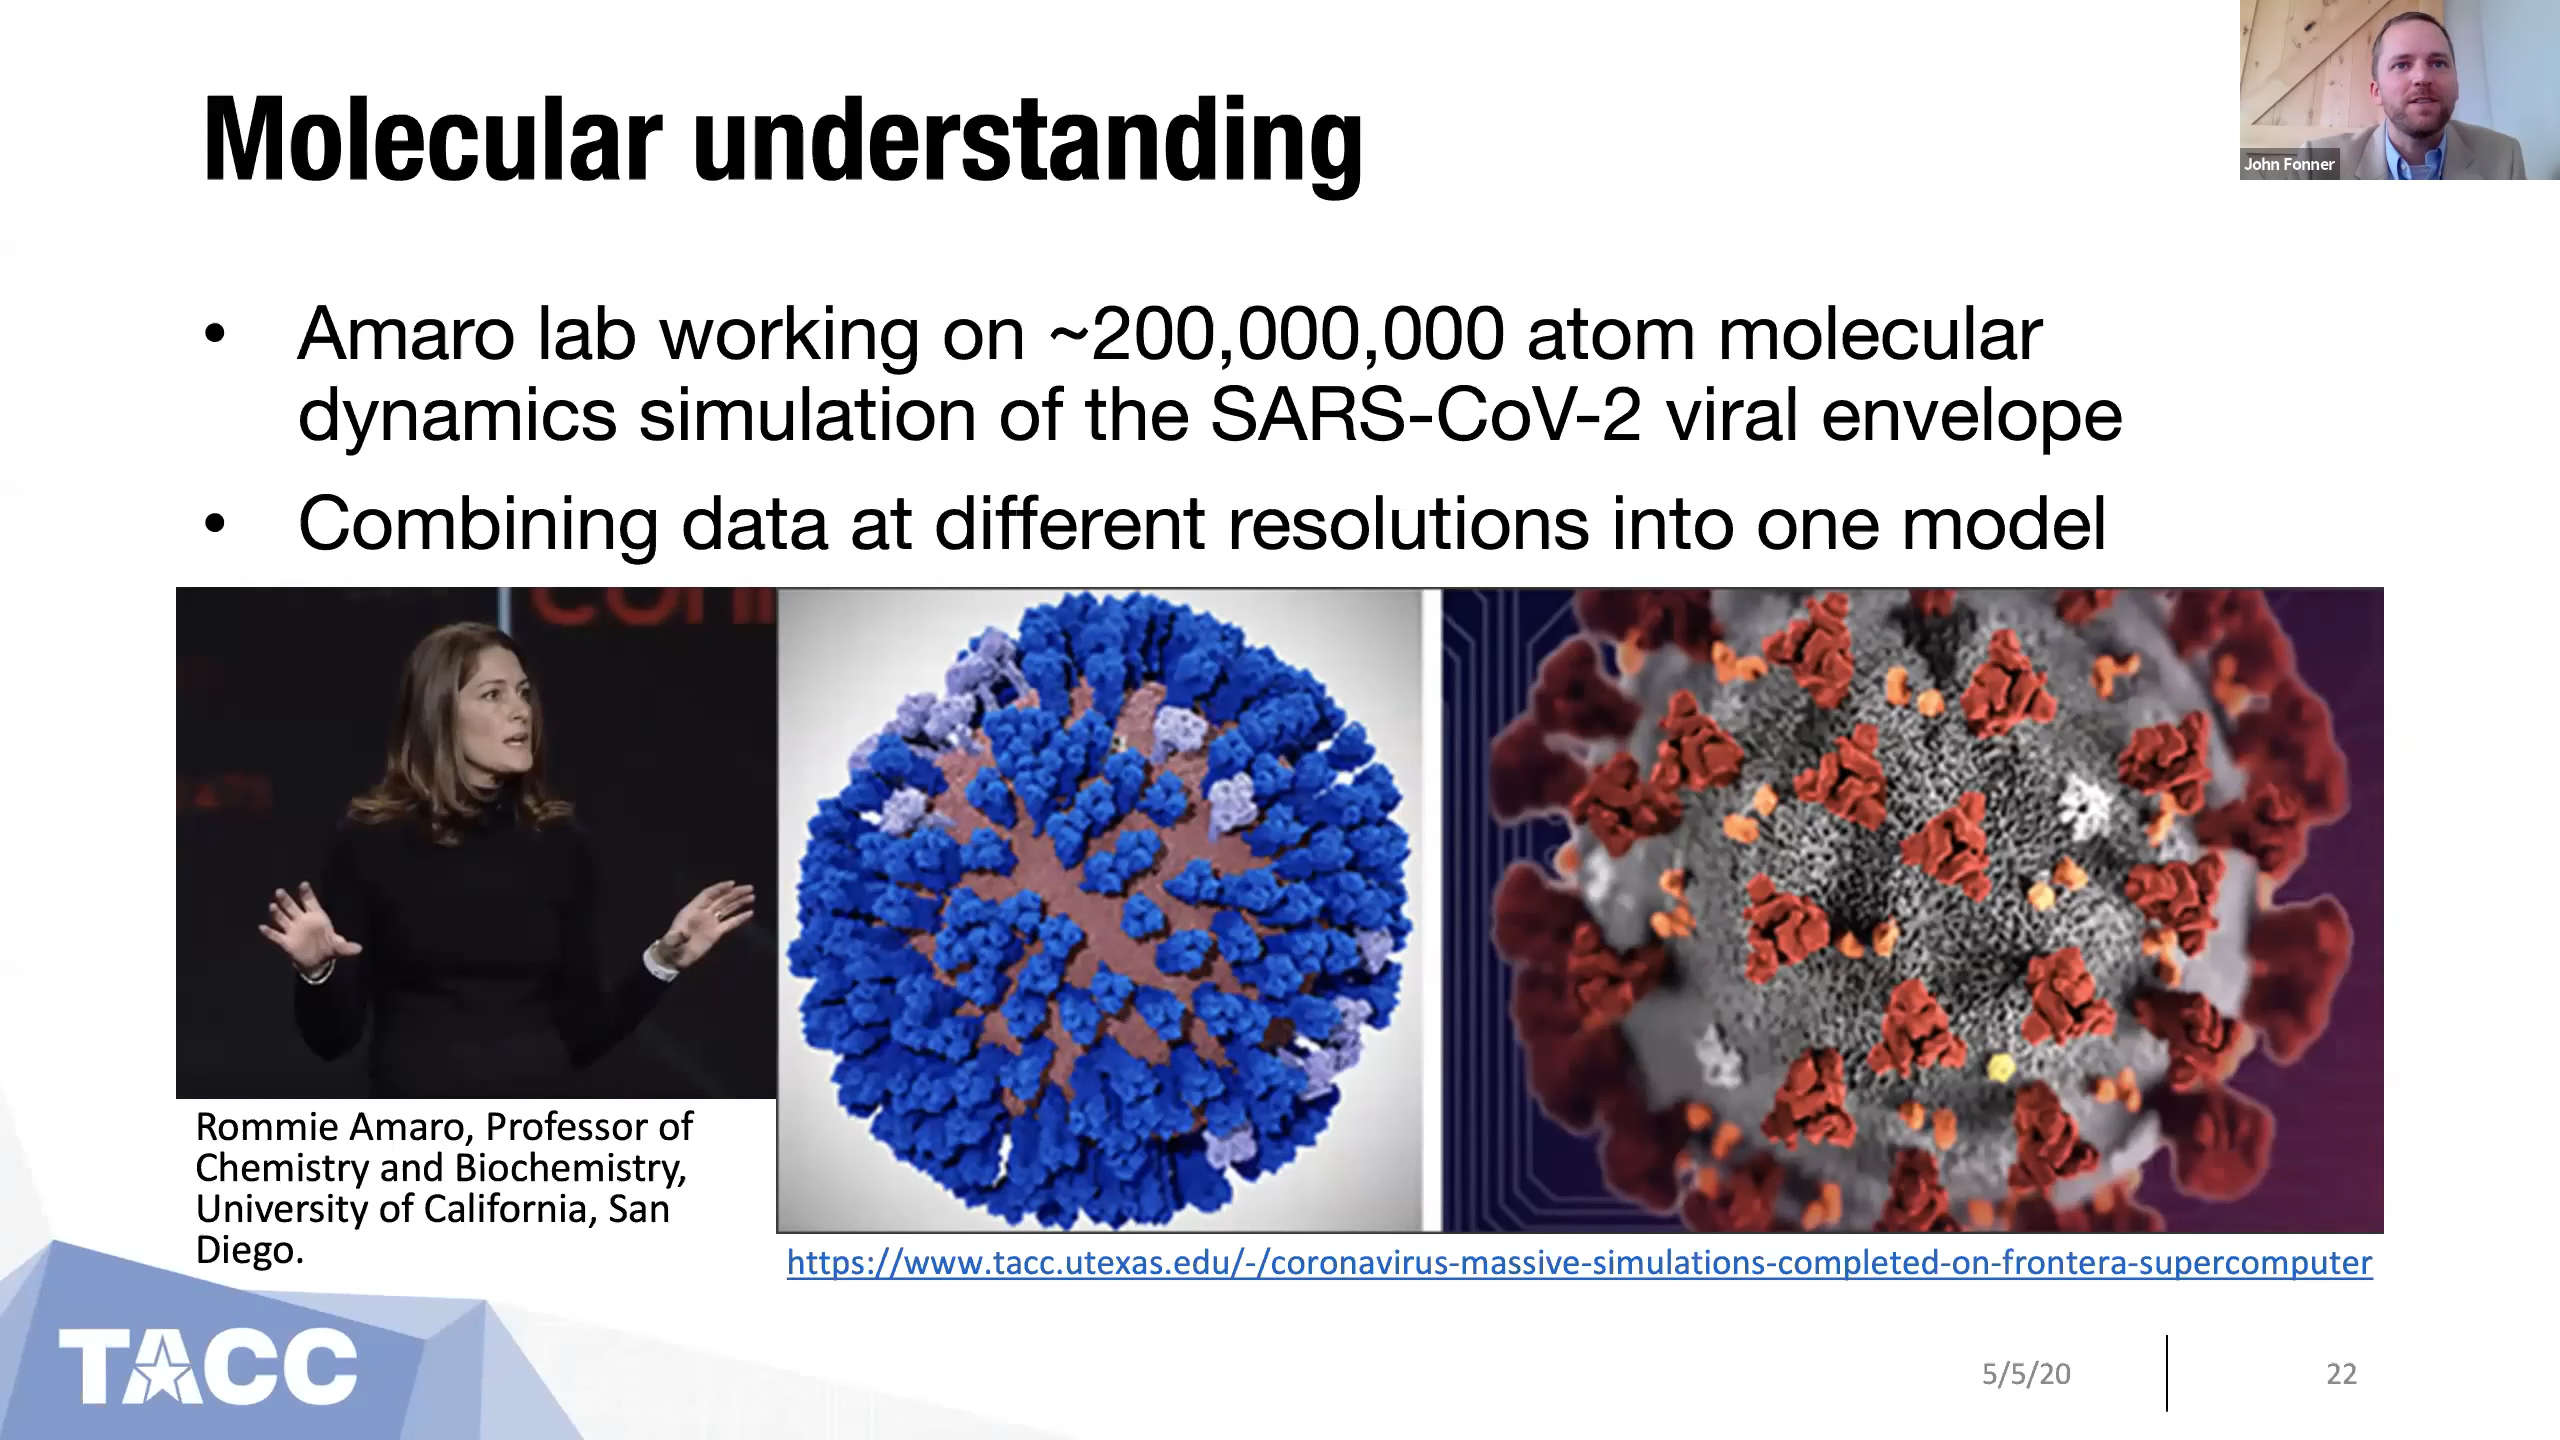 Molecular understanding
John Fonner
• Amaro lab working on ~200,000,000 atom molecular
dynamics simulation of the SARS-CoV-2 viral envelope
• Combining data at different resolutions into one model
Rommie Amaro, Professor of
Chemistry and Biochemistry,
University of California, San
Diego.
https://www.tacc.utexas.edu/-/coronavirus-massive-simulations-completed-on-frontera-supercomputer
TACC
5/5/20
22